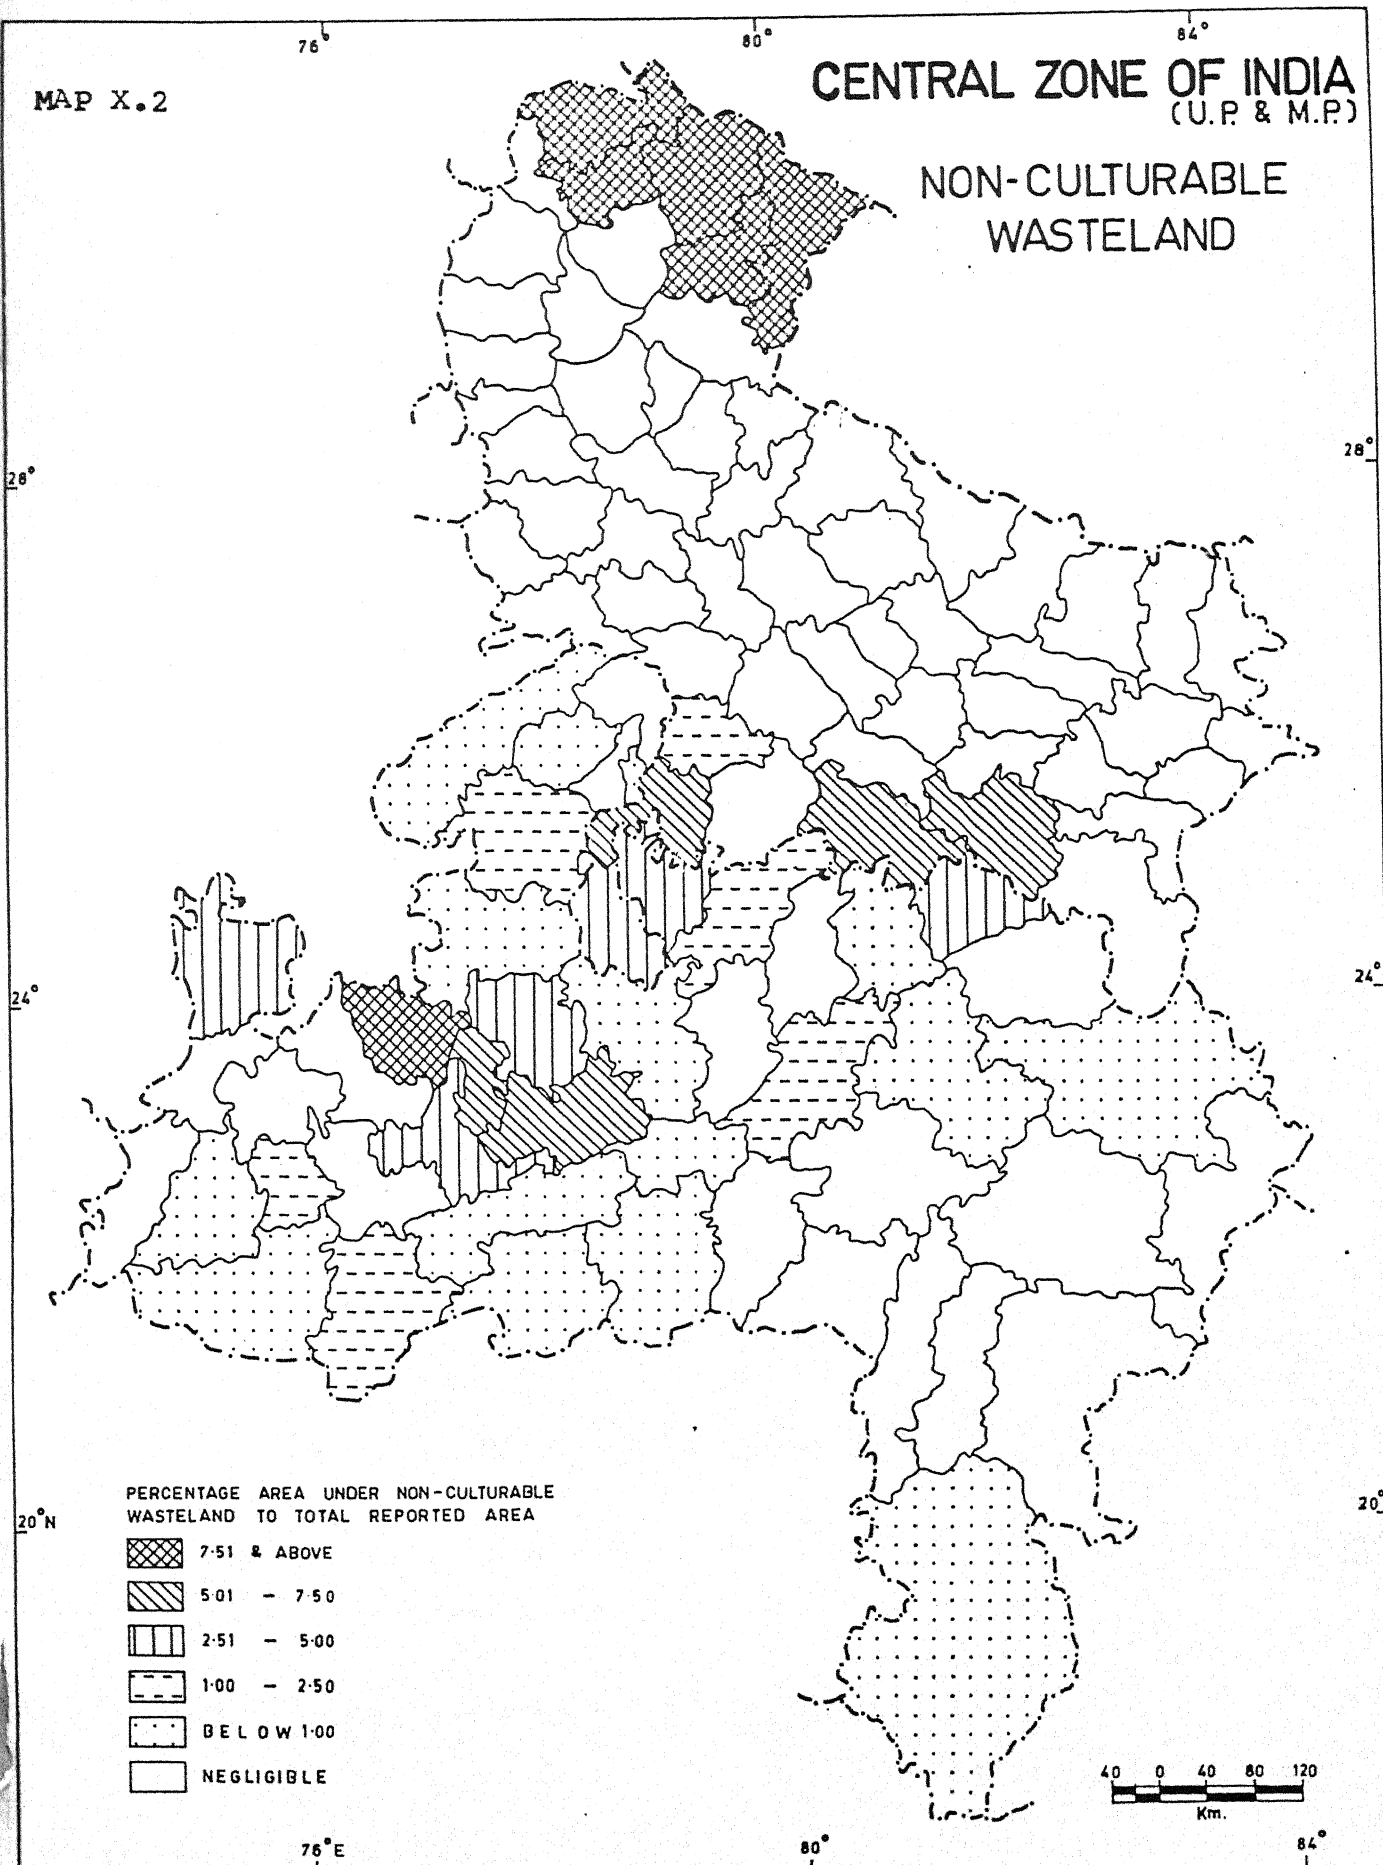 76°
80°
84°
MAP X.2
CENTRAL ZONE OF INDIA
(U.P. & M.P.)
NON-CULTURABLE
WASTELAND
28°
28°
24°
24°
PERCENTAGE AREA UNDER NON-CULTURABLE
WASTELAND TO TOTAL REPORTED AREA
20°N
20°
7·51 & ABOVE
5·01 – 7·50
2·51 – 5·00
1·00 – 2·50
BELOW 1·00
NEGLIGIBLE
40 0 40 80 120
Km.
76°E
80°
84°